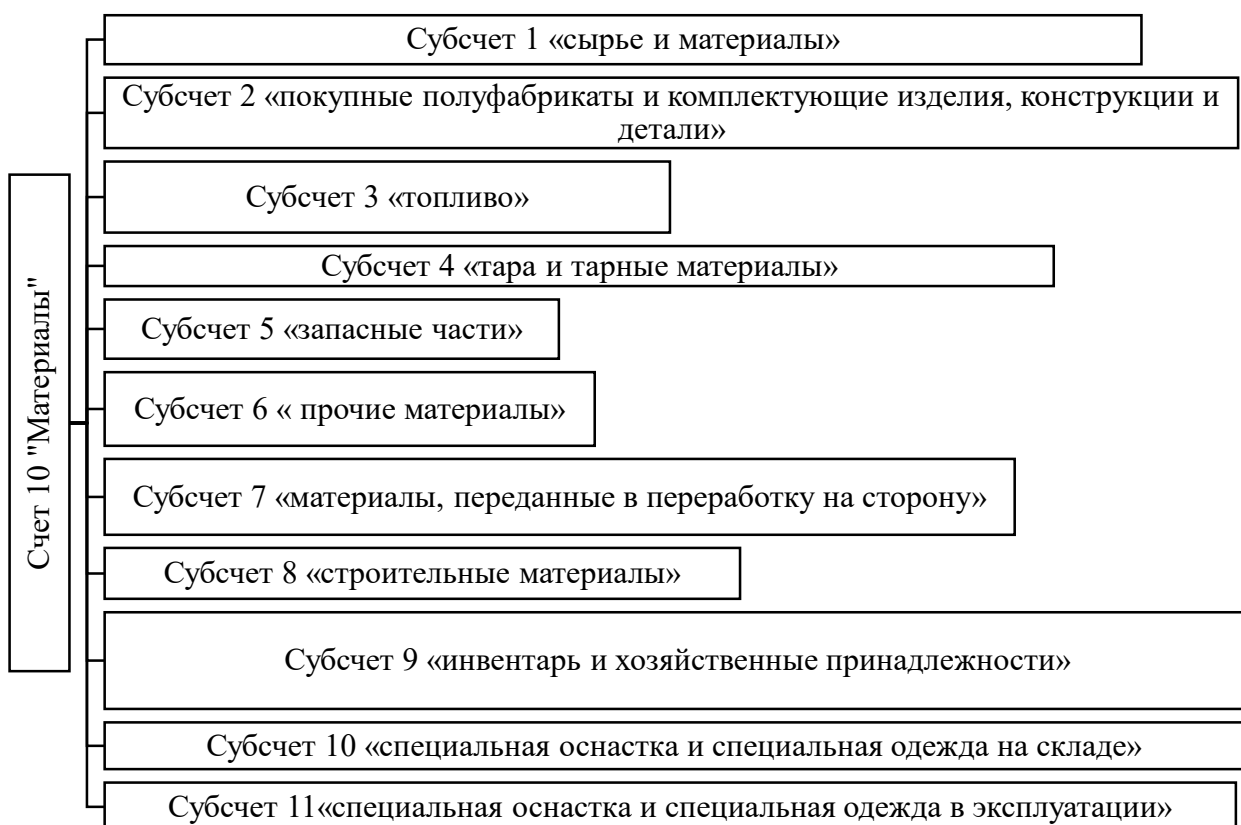 Счет 10 "Материалы"
Субсчет 1 «сырье и материалы»
Субсчет 2 «покупные полуфабрикаты и комплектующие изделия, конструкции и
детали»
Субсчет 3 «топливо»
Субсчет 4 «тара и тарные материалы»
Субсчет 5 «запасные части»
Субсчет 6 « прочие материалы»
Субсчет 7 «материалы, переданные в переработку на сторону»
Субсчет 8 «строительные материалы»
Субсчет 9 «инвентарь и хозяйственные принадлежности»
Субсчет 10 «специальная оснастка и специальная одежда на складе»
Субсчет 11«специальная оснастка и специальная одежда в эксплуатации»